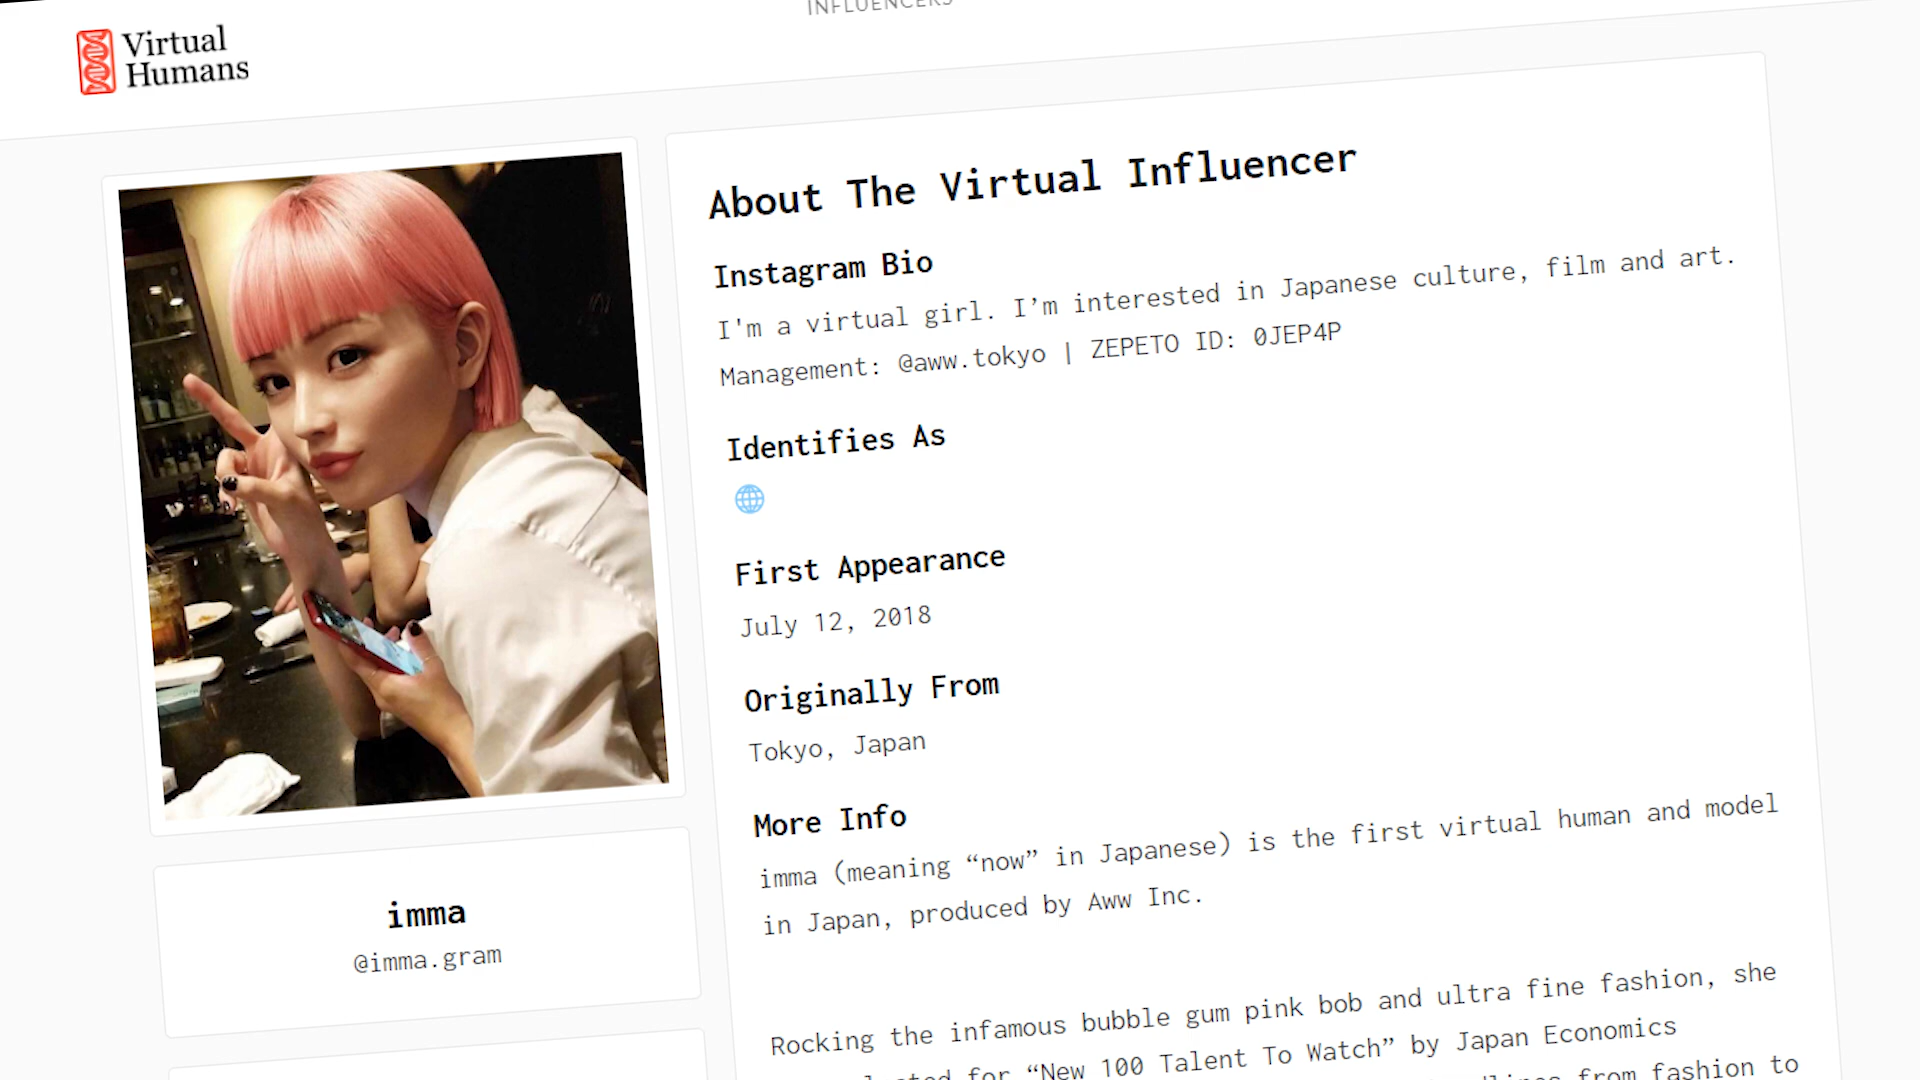 INFLUENCERS
Virtual
Humans
About The Virtual Influencer
Instagram Bio
I'm a virtual girl. I’m interested in Japanese culture, film and art.
Management: @aww.tokyo | ZEPETO ID: 0JEP4P
Identifies As
First Appearance
July 12, 2018
Originally From
Tokyo, Japan
More Info
imma (meaning “now” in Japanese) is the first virtual human and model
in Japan, produced by Aww Inc.
imma
@imma.gram
Rocking the infamous bubble gum pink bob and ultra fine fashion, she
for “New 100 Talent To Watch” by Japan Economics
from fashion to